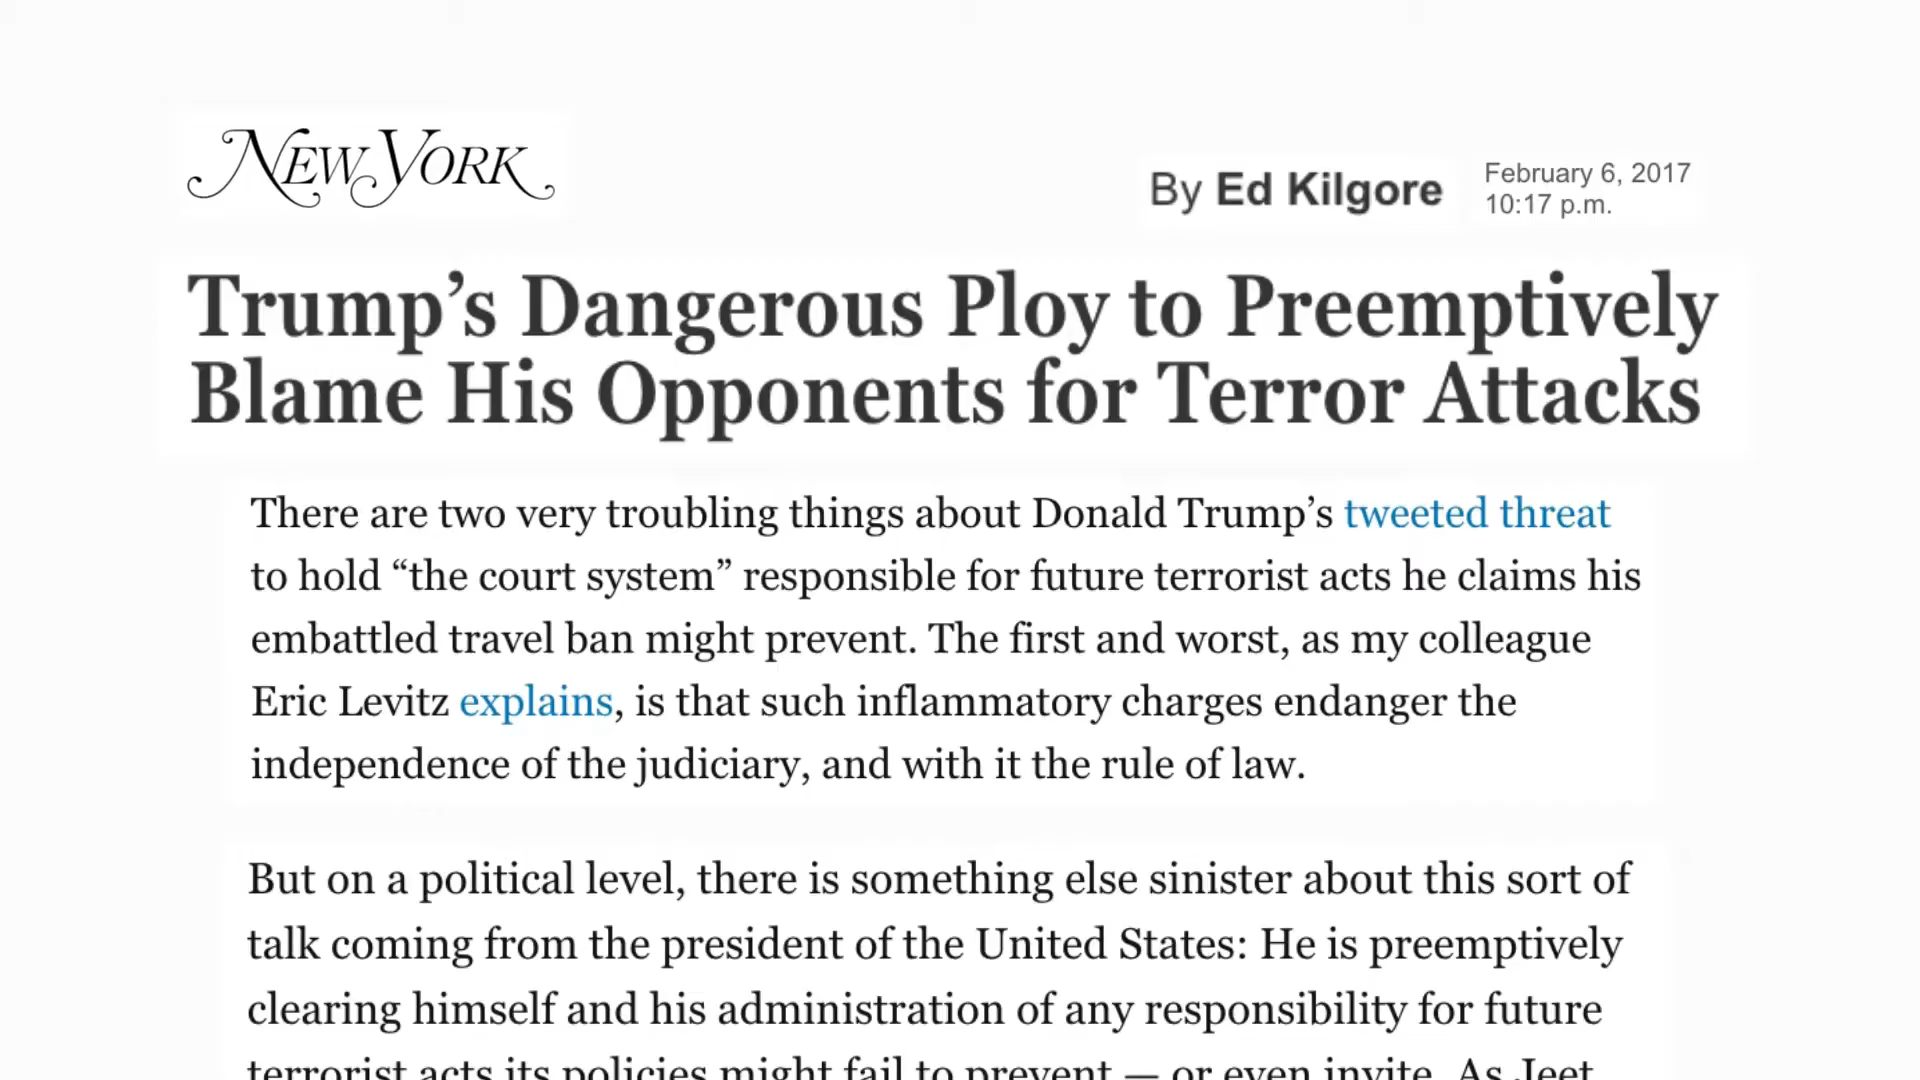 New York
By Ed Kilgore
February 6, 2017
10:17 p.m.
Trump’s Dangerous Ploy to Preemptively
Blame His Opponents for Terror Attacks
There are two very troubling things about Donald Trump’s tweeted threat
to hold “the court system” responsible for future terrorist acts he claims his
embattled travel ban might prevent. The first and worst, as my colleague
Eric Levitz explains, is that such inflammatory charges endanger the
independence of the judiciary, and with it the rule of law.
But on a political level, there is something else sinister about this sort of
talk coming from the president of the United States: He is preemptively
clearing himself and his administration of any responsibility for future
terrorist acts its policies might fail to prevent — or even invite. As Jeet